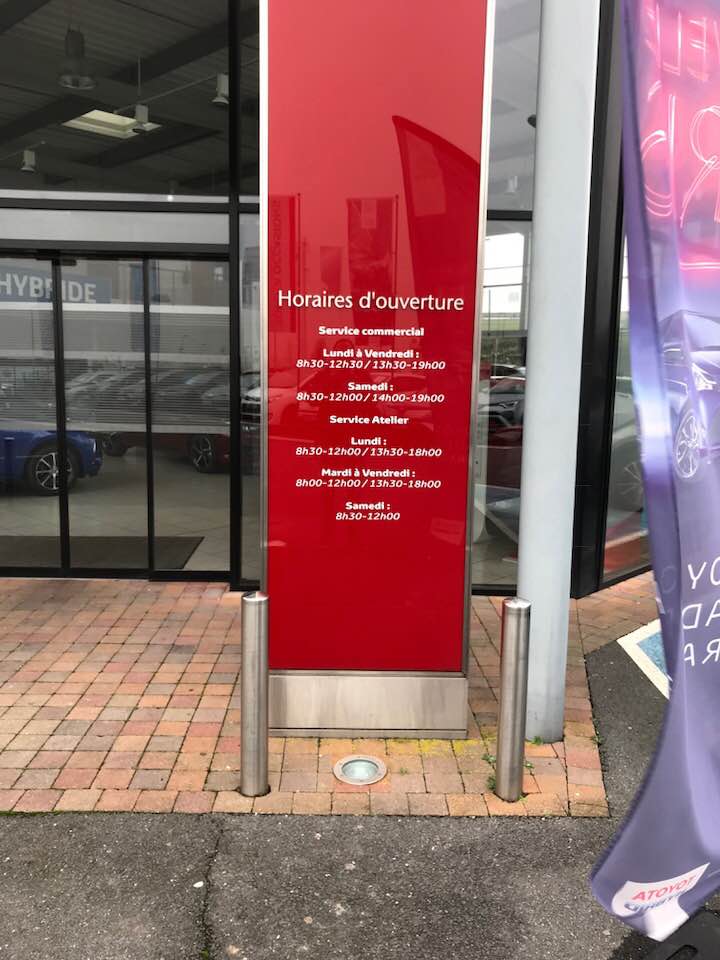 HYBRIDE
Horaires d'ouverture
Service commercial
Lundi à Vendredi :
8h30-12h30 / 13h30-19h00
Samedi :
8h30-12h00 / 14h00-19h00
Service Atelier
Lundi :
8h30-12h00 / 13h30-18h00
Mardi à Vendredi :
8h00-12h00 / 13h30-18h00
Samedi :
8h30-12h00
TOYOTA